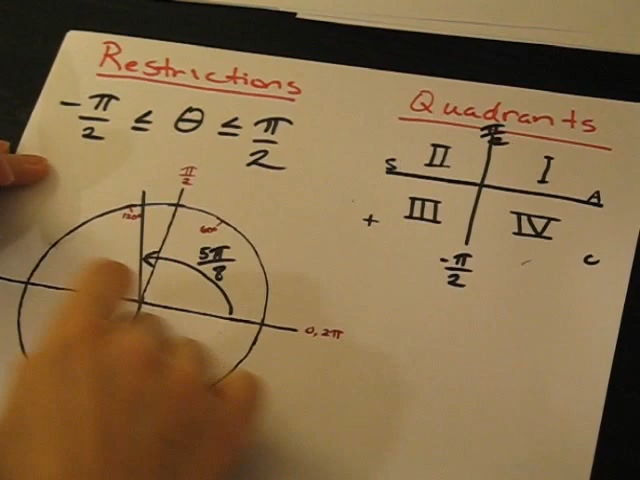 Restrictions
-π/2 ≤ θ ≤ π/2
π/2
120°
60°
5π/8
0, 2π
Quadrants
π/2
S
II
I
A
+
III
IV
-π/2
C